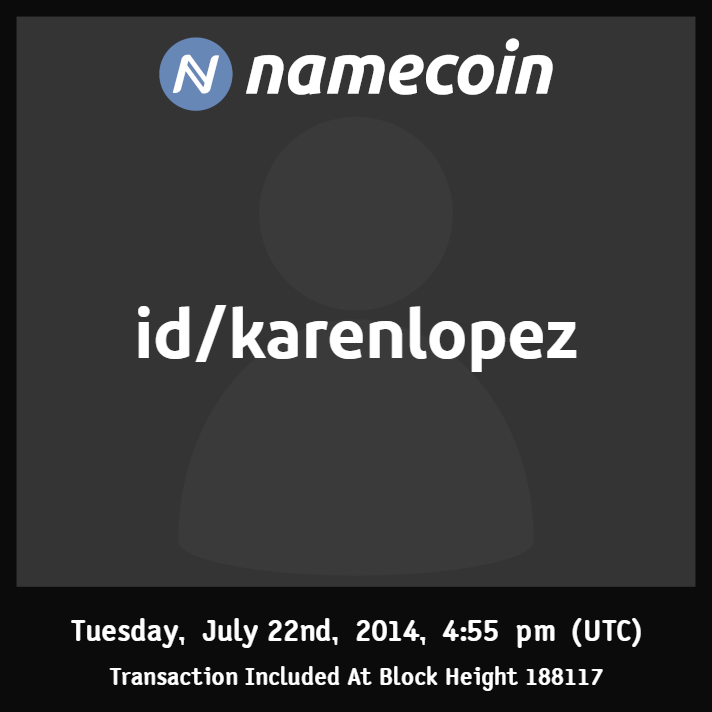 namecoin
id/karenlopez
Tuesday, July 22nd, 2014, 4:55 pm (UTC)
Transaction Included At Block Height 188117